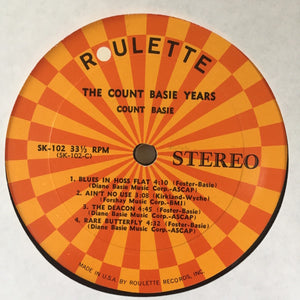 ROULETTE
THE COUNT BASIE YEARS
COUNT BASIE
SK-102 33⅓ RPM
(SK-102-C)
STEREO
1. BLUES IN HOSS FLAT 4:10 (Foster-Basie)
(Diane Basie Music Corp.-ASCAP)
2. AIN'T NO USE 3:08 (Kirkland-Wyche)
(Forshay Music Corp.-BMI)
3. THE DEACON 4:45 (Foster-Basie)
(Diane Basie Music Corp.-ASCAP)
4. RARE BUTTERFLY 4:32 (Foster-Basie)
(Diane Basie Music Corp.-ASCAP)
MADE IN U.S.A. BY ROULETTE RECORDS, INC.